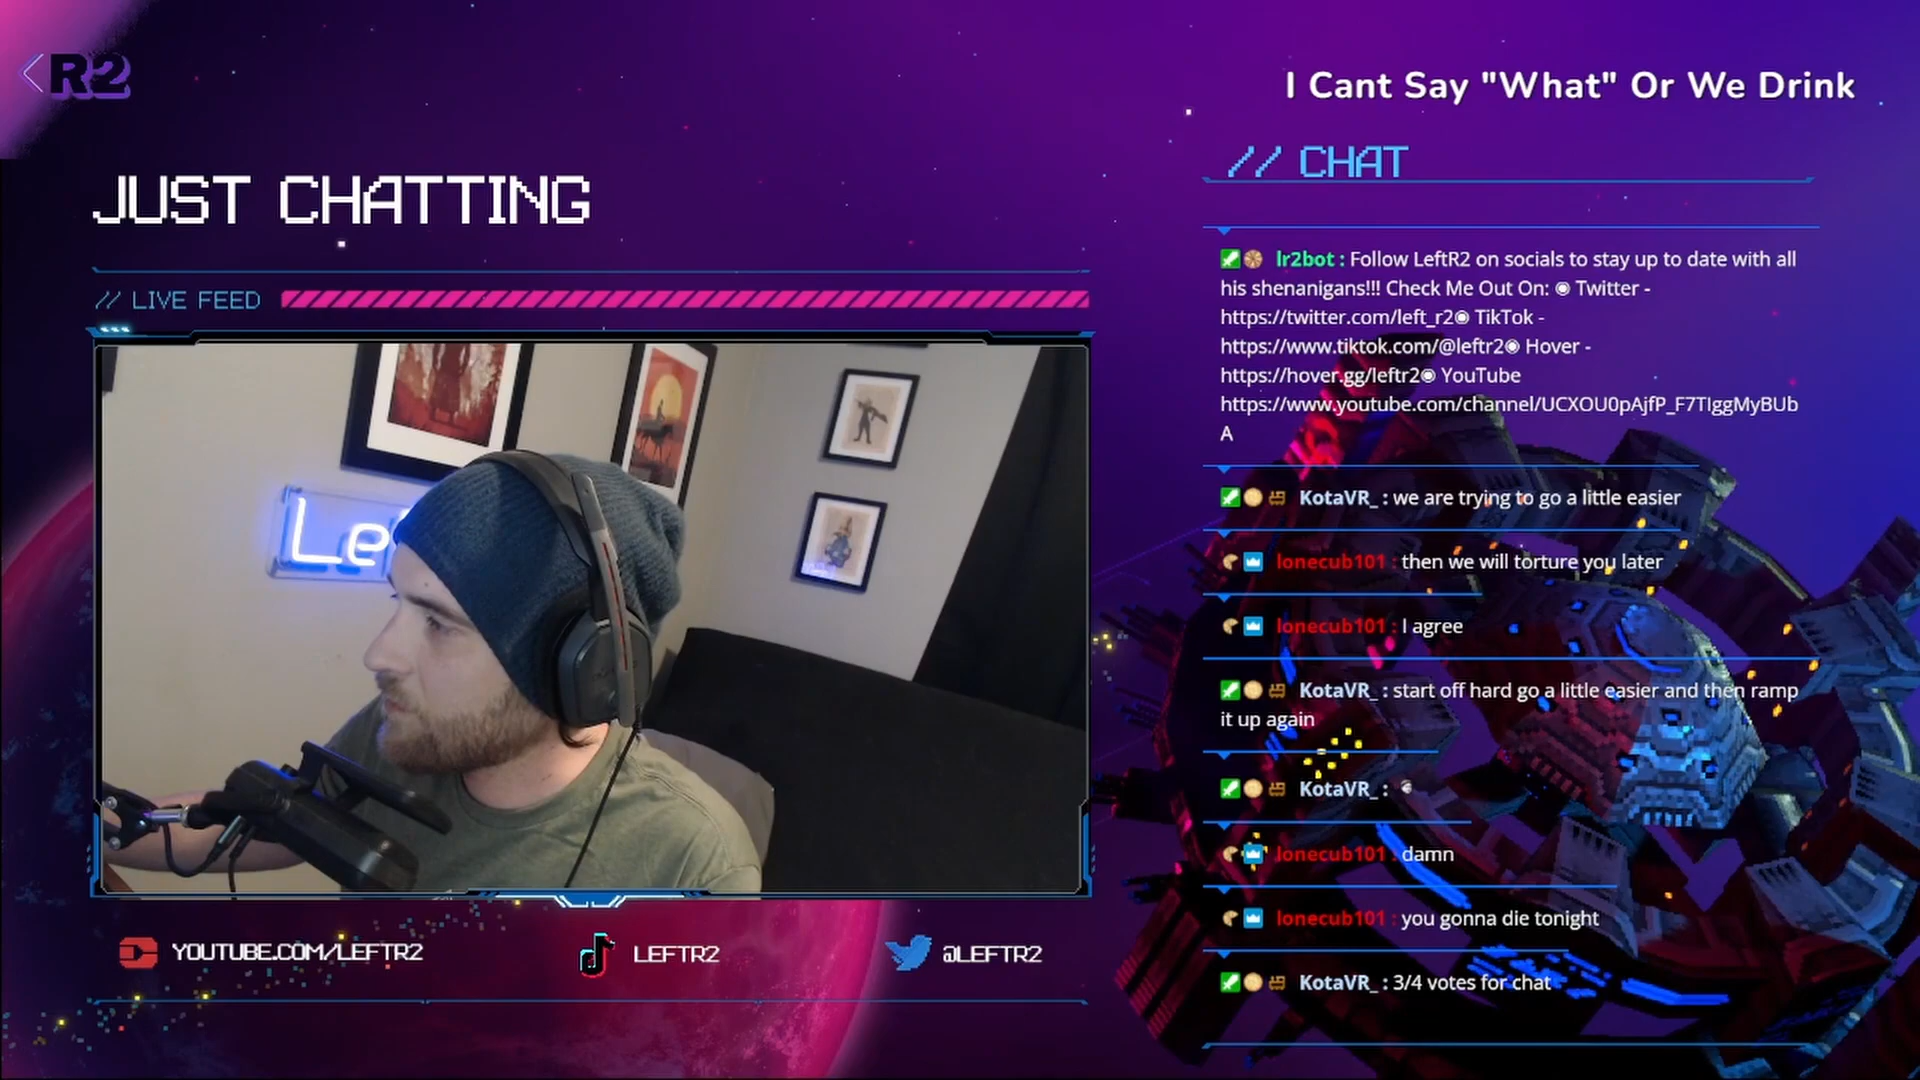 R2
I Cant Say "What" Or We Drink
JUST CHATTING
// LIVE FEED
Le
YOUTUBE.COM/LEFTR2
LEFTR2
@LEFTR2
// CHAT
lr2bot : Follow LeftR2 on socials to stay up to date with all
his shenanigans!!! Check Me Out On: ◉ Twitter -
https://twitter.com/left_r2◉ TikTok -
https://www.tiktok.com/@leftr2◉ Hover -
https://hover.gg/leftr2◉ YouTube
https://www.youtube.com/channel/UCXOU0pAjfP_F7TIggMyBUb
A
KotaVR_ : we are trying to go a little easier
lonecub101 : then we will torture you later
lonecub101 : I agree
KotaVR_ : start off hard go a little easier and then ramp
it up again
KotaVR_ :
lonecub101 : damn
lonecub101 : you gonna die tonight
KotaVR_ : 3/4 votes for chat